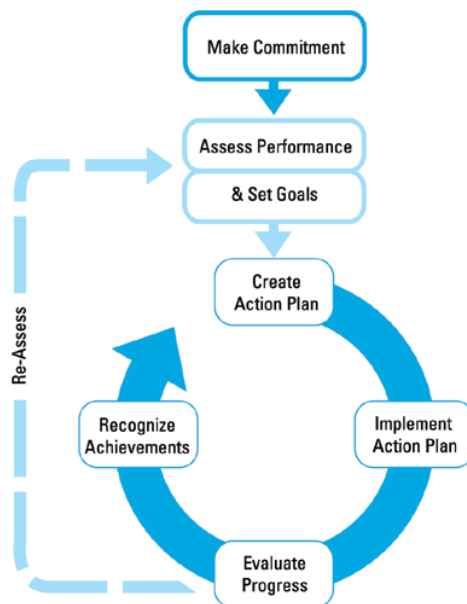 Make Commitment
Assess Performance
& Set Goals
Create
Action Plan
Re-Assess
Recognize
Achievements
Implement
Action Plan
Evaluate
Progress